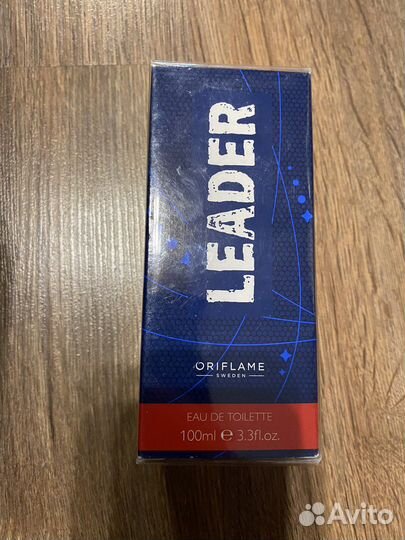 LEADER
ORIFLAME
SWEDEN
EAU DE TOILETTE
100ml ℮ 3.3fl.oz.
Avito